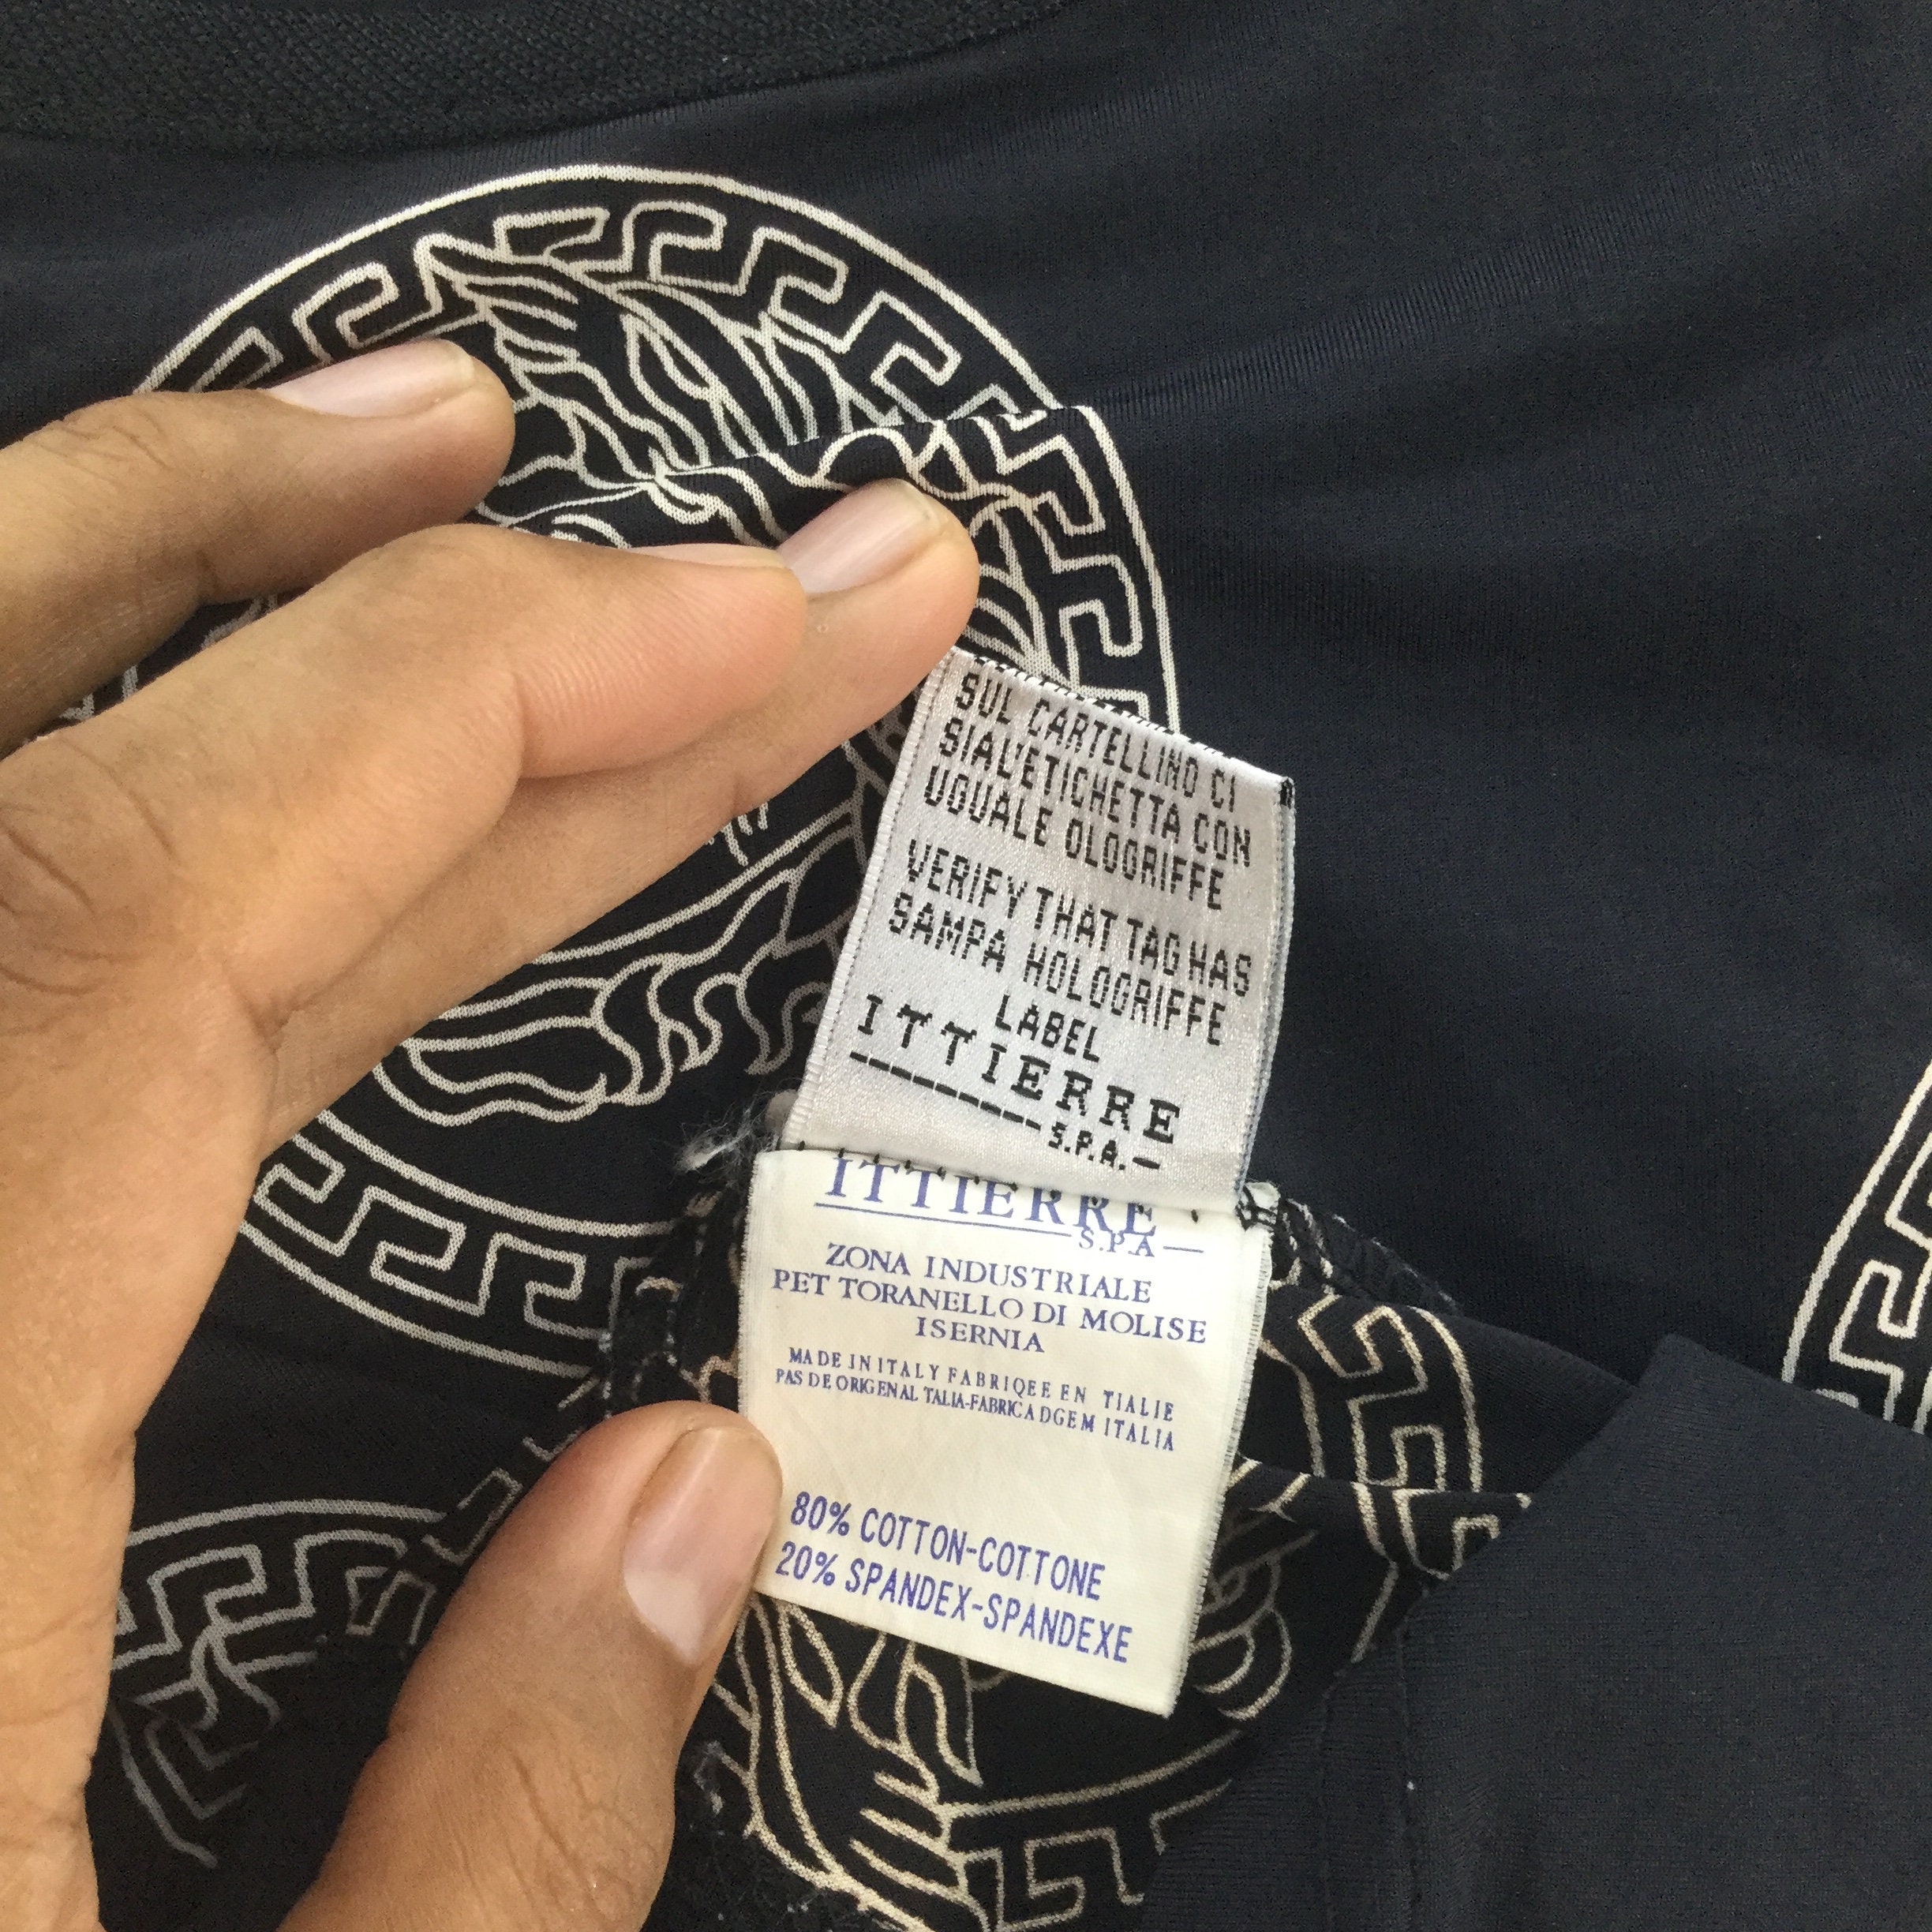 SUL CARTELLINO CI
SIAL'ETICHETTA CON
UGUALE OLOGRIFFE
VERIFY THAT TAG HAS
SAMPA HOLOGRIFFE
LABEL
ITTIERRE
S.P.A.
ITTIERRE
S.P.A
ZONA INDUSTRIALE
PET TORANELLO DI MOLISE
ISERNIA
MADE IN ITALY FABRIQEE EN TIALIE
PAS DE ORIGENAL TALIA-FABRICA DGEM ITALIA
80% COTTON-COTTONE
20% SPANDEX-SPANDEXE